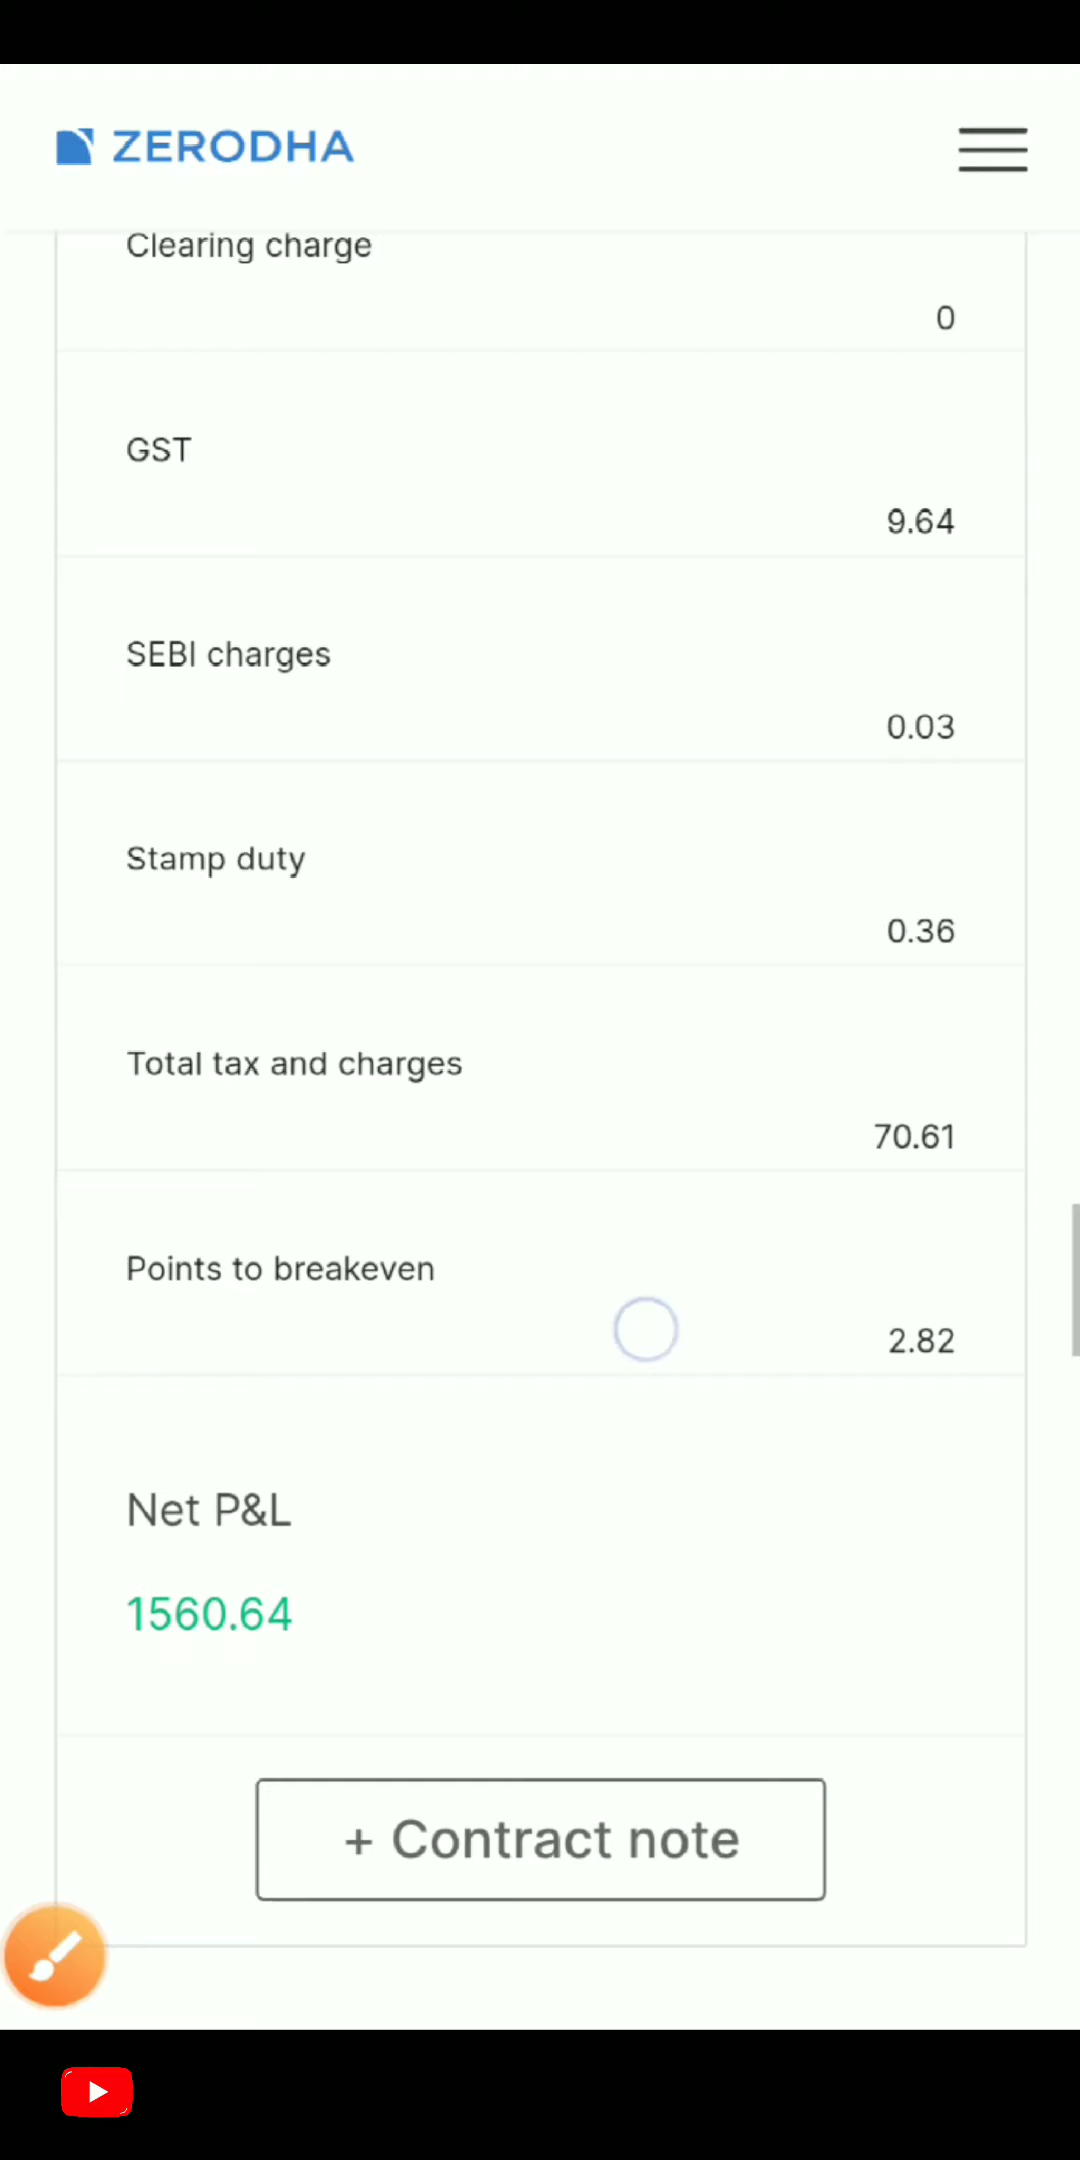 ZERODHA
Clearing charge
0
GST
9.64
SEBI charges
0.03
Stamp duty
0.36
Total tax and charges
70.61
Points to breakeven
2.82
Net P&L
1560.64
+ Contract note